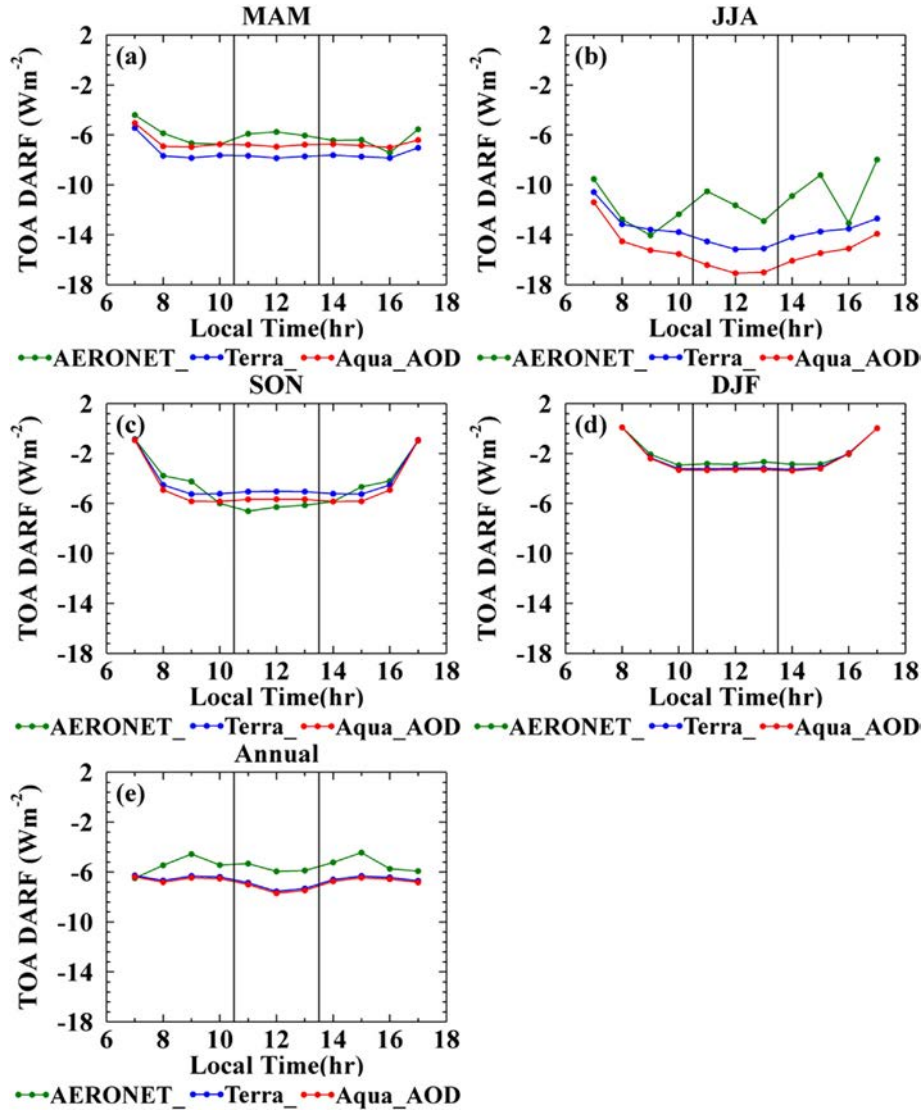 MAM
JJA
(a)
(b)
TOA DARF (Wm-2)
TOA DARF (Wm-2)
2
-2
-6
-10
-14
-18
2
-2
-6
-10
-14
-18
6 8 10 12 14 16 18
6 8 10 12 14 16 18
Local Time(hr)
Local Time(hr)
AERONET_ Terra_ Aqua_AOD
AERONET_ Terra_ Aqua_AOD
SON
DJF
(c)
(d)
TOA DARF (Wm-2)
TOA DARF (Wm-2)
2
-2
-6
-10
-14
-18
2
-2
-6
-10
-14
-18
6 8 10 12 14 16 18
6 8 10 12 14 16 18
Local Time(hr)
Local Time(hr)
AERONET_ Terra_ Aqua_AOD
AERONET_ Terra_ Aqua_AOD
Annual
(e)
TOA DARF (Wm-2)
2
-2
-6
-10
-14
-18
6 8 10 12 14 16 18
Local Time(hr)
AERONET_ Terra_ Aqua_AOD